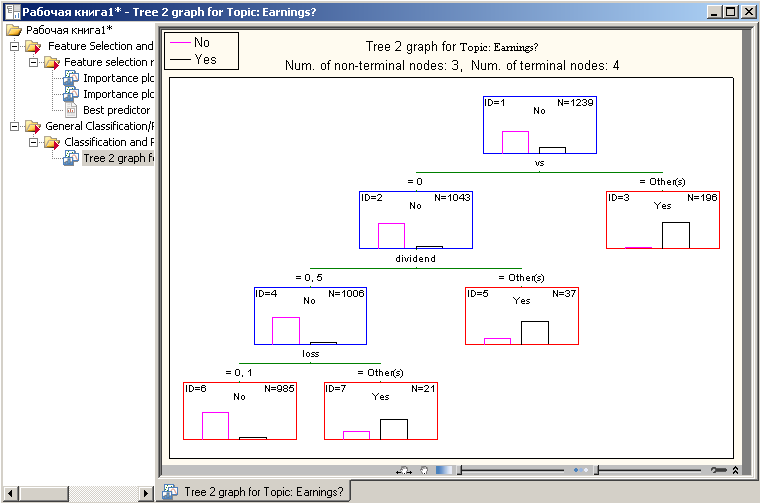 Рабочая книга1* - Tree 2 graph for Topic: Earnings?
Рабочая книга1*
Feature Selection and
Feature selection r
Importance plo
Importance plo
Best predictor
General Classification/R
Classification and R
Tree 2 graph fo
No
Yes
Tree 2 graph for Topic: Earnings?
Num. of non-terminal nodes: 3, Num. of terminal nodes: 4
ID=1 N=1239
No
vs
= 0 = Other(s)
ID=2 N=1043
No
ID=3 N=196
Yes
dividend
= 0, 5 = Other(s)
ID=4 N=1006
No
ID=5 N=37
Yes
loss
= 0, 1 = Other(s)
ID=6 N=985
No
ID=7 N=21
Yes
Tree 2 graph for Topic: Earnings?